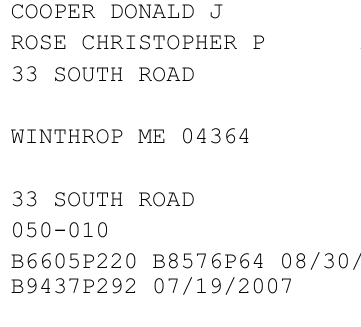 COOPER DONALD J
ROSE CHRISTOPHER P
33 SOUTH ROAD
WINTHROP ME 04364
33 SOUTH ROAD
050-010
B6605P220 B8576P64 08/30/
B9437P292 07/19/2007